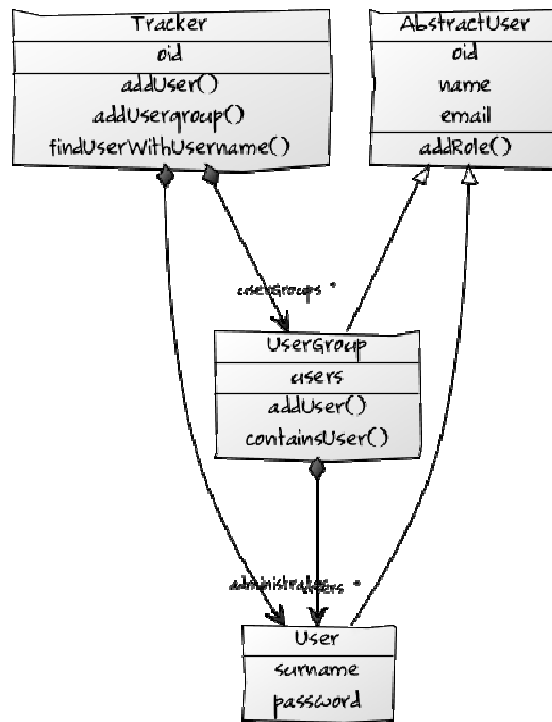 Tracker
oid
addUser()
addUsergroup()
findUserWithUsername()
AbstractUser
oid
name
email
addRole()
userGroups *
UserGroup
users
addUser()
containsUser()
users *
User
surname
password